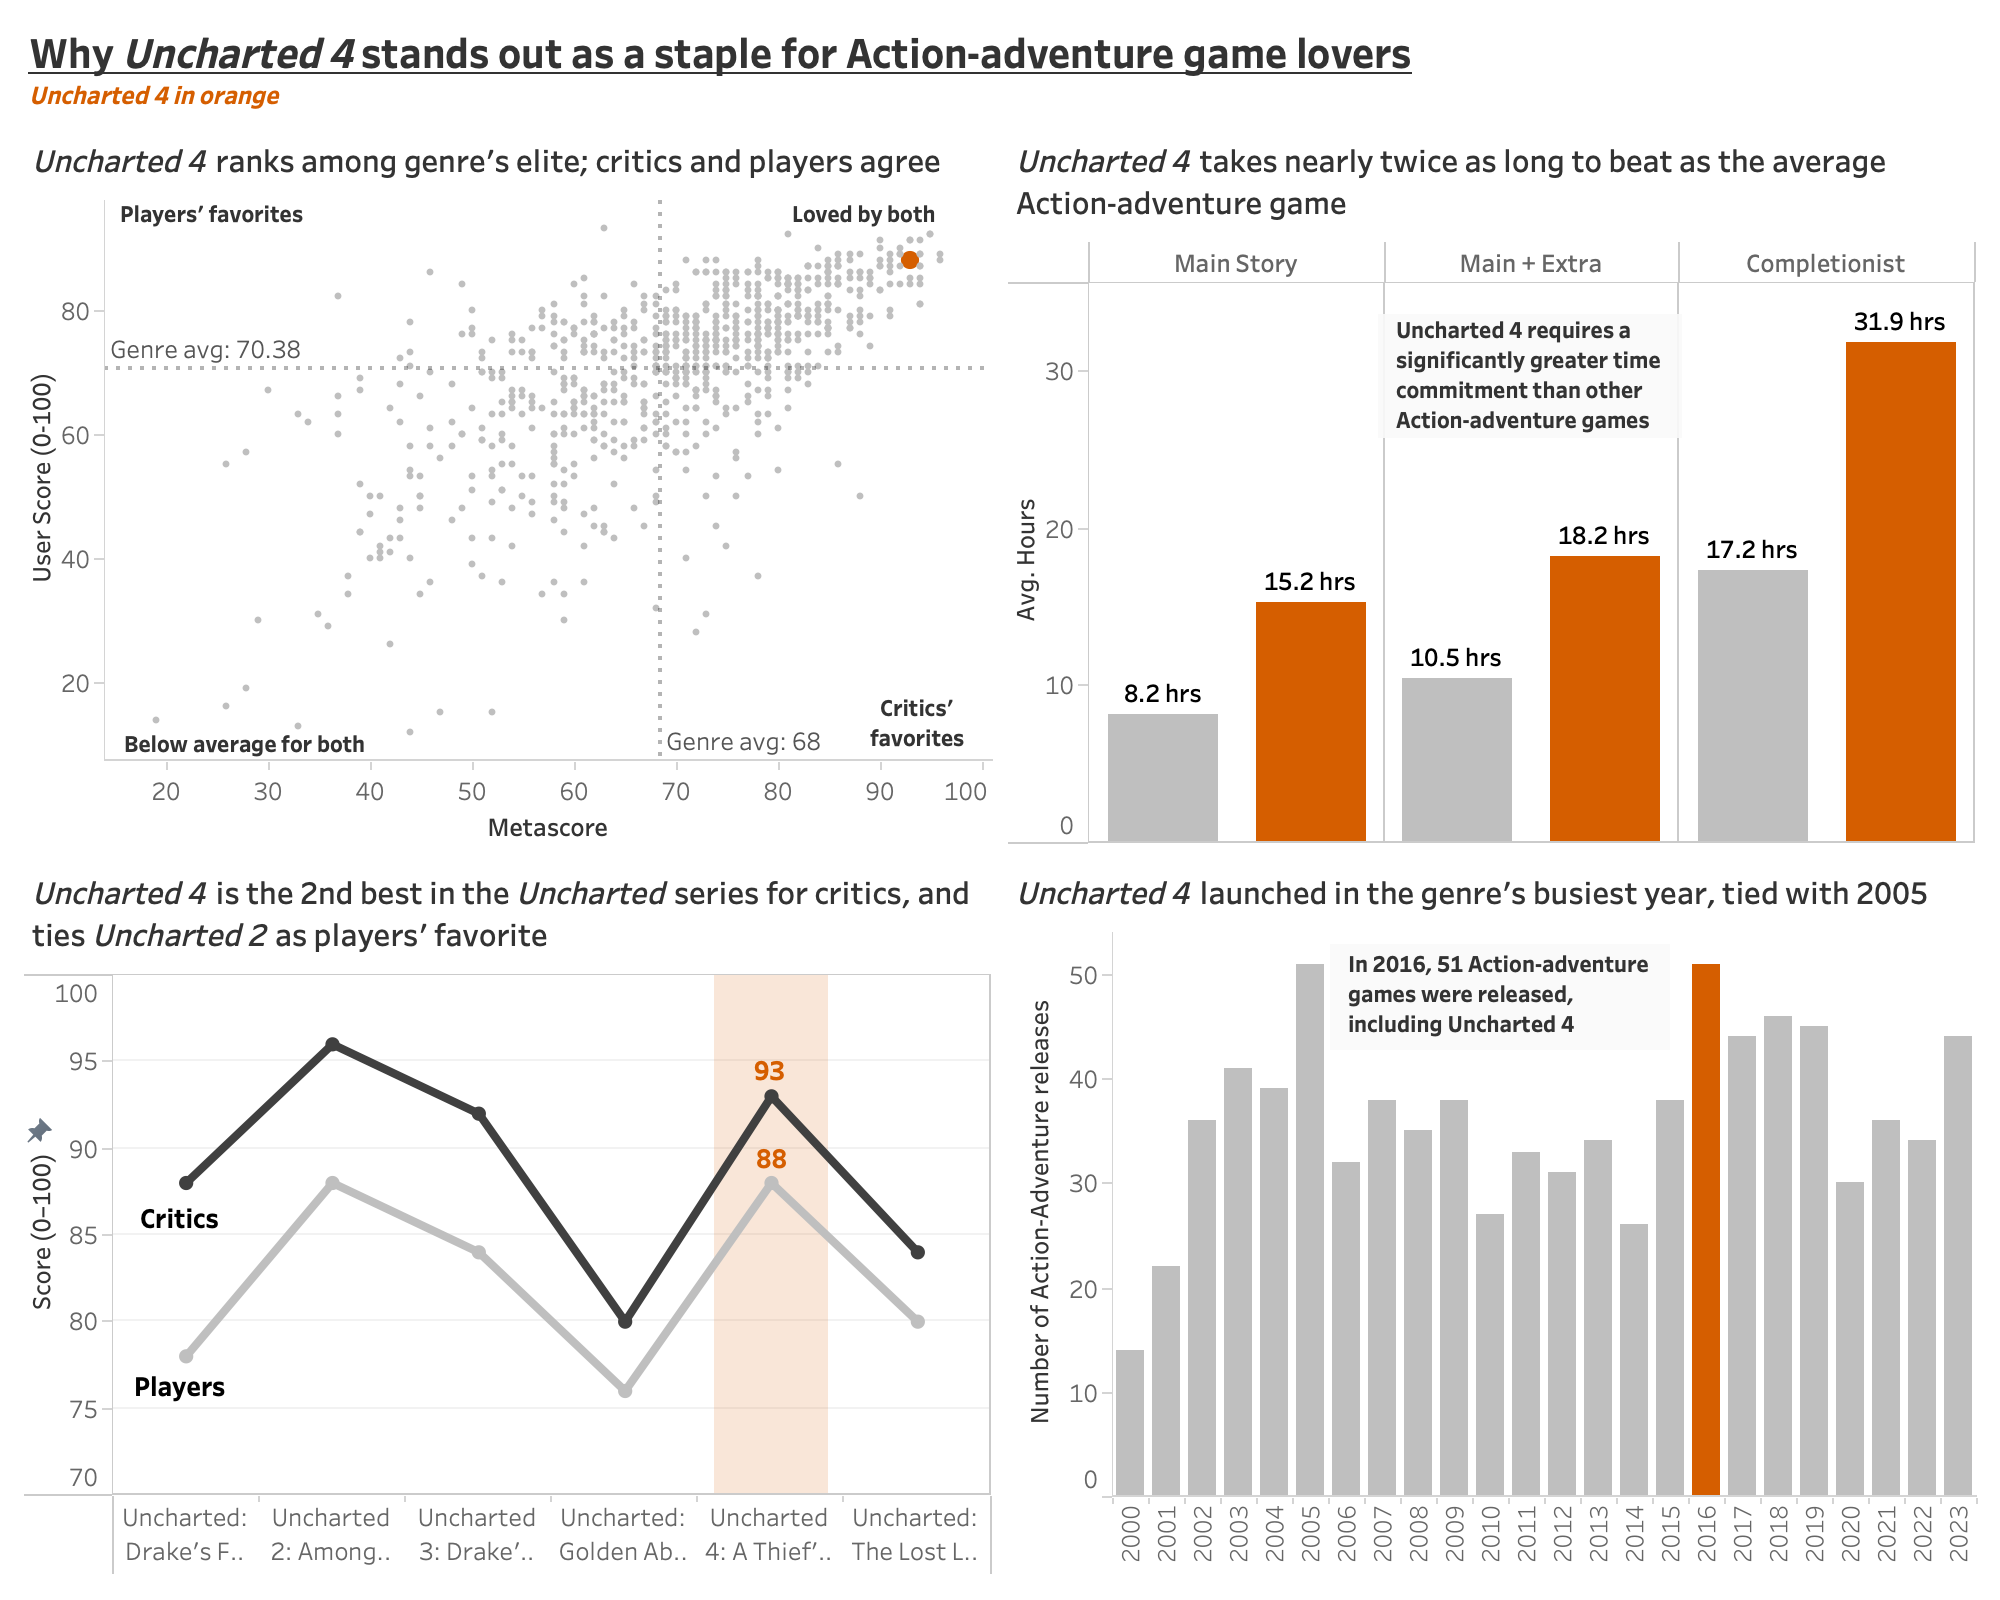 Why Uncharted 4 stands out as a staple for Action-adventure game lovers
Uncharted 4 in orange
Uncharted 4 ranks among genre's elite; critics and players agree
Players' favorites
Loved by both
80
Genre avg: 70.38
60
40
20
User Score (0-100)
Critics'
favorites
Genre avg: 68
Below average for both
20 30 40 50 60 70 80 90 100
Metascore
Uncharted 4 takes nearly twice as long to beat as the average
Action-adventure game
Main Story Main + Extra Completionist
Uncharted 4 requires a
significantly greater time
commitment than other
Action-adventure games
30
20
10
0
Avg. Hours
8.2 hrs
15.2 hrs
10.5 hrs
18.2 hrs
17.2 hrs
31.9 hrs
Uncharted 4 is the 2nd best in the Uncharted series for critics, and
ties Uncharted 2 as players' favorite
100
95
90
85
80
75
70
Score (0–100)
93
88
Critics
Players
Uncharted:
Drake's F..
Uncharted
2: Among..
Uncharted
3: Drake'..
Uncharted:
Golden Ab..
Uncharted
4: A Thief'..
Uncharted:
The Lost L..
Uncharted 4 launched in the genre's busiest year, tied with 2005
In 2016, 51 Action-adventure
games were released,
including Uncharted 4
50
40
30
20
10
0
Number of Action-Adventure releases
2000 2001 2002 2003 2004 2005 2006 2007 2008 2009 2010 2011 2012 2013 2014 2015 2016 2017 2018 2019 2020 2021 2022 2023